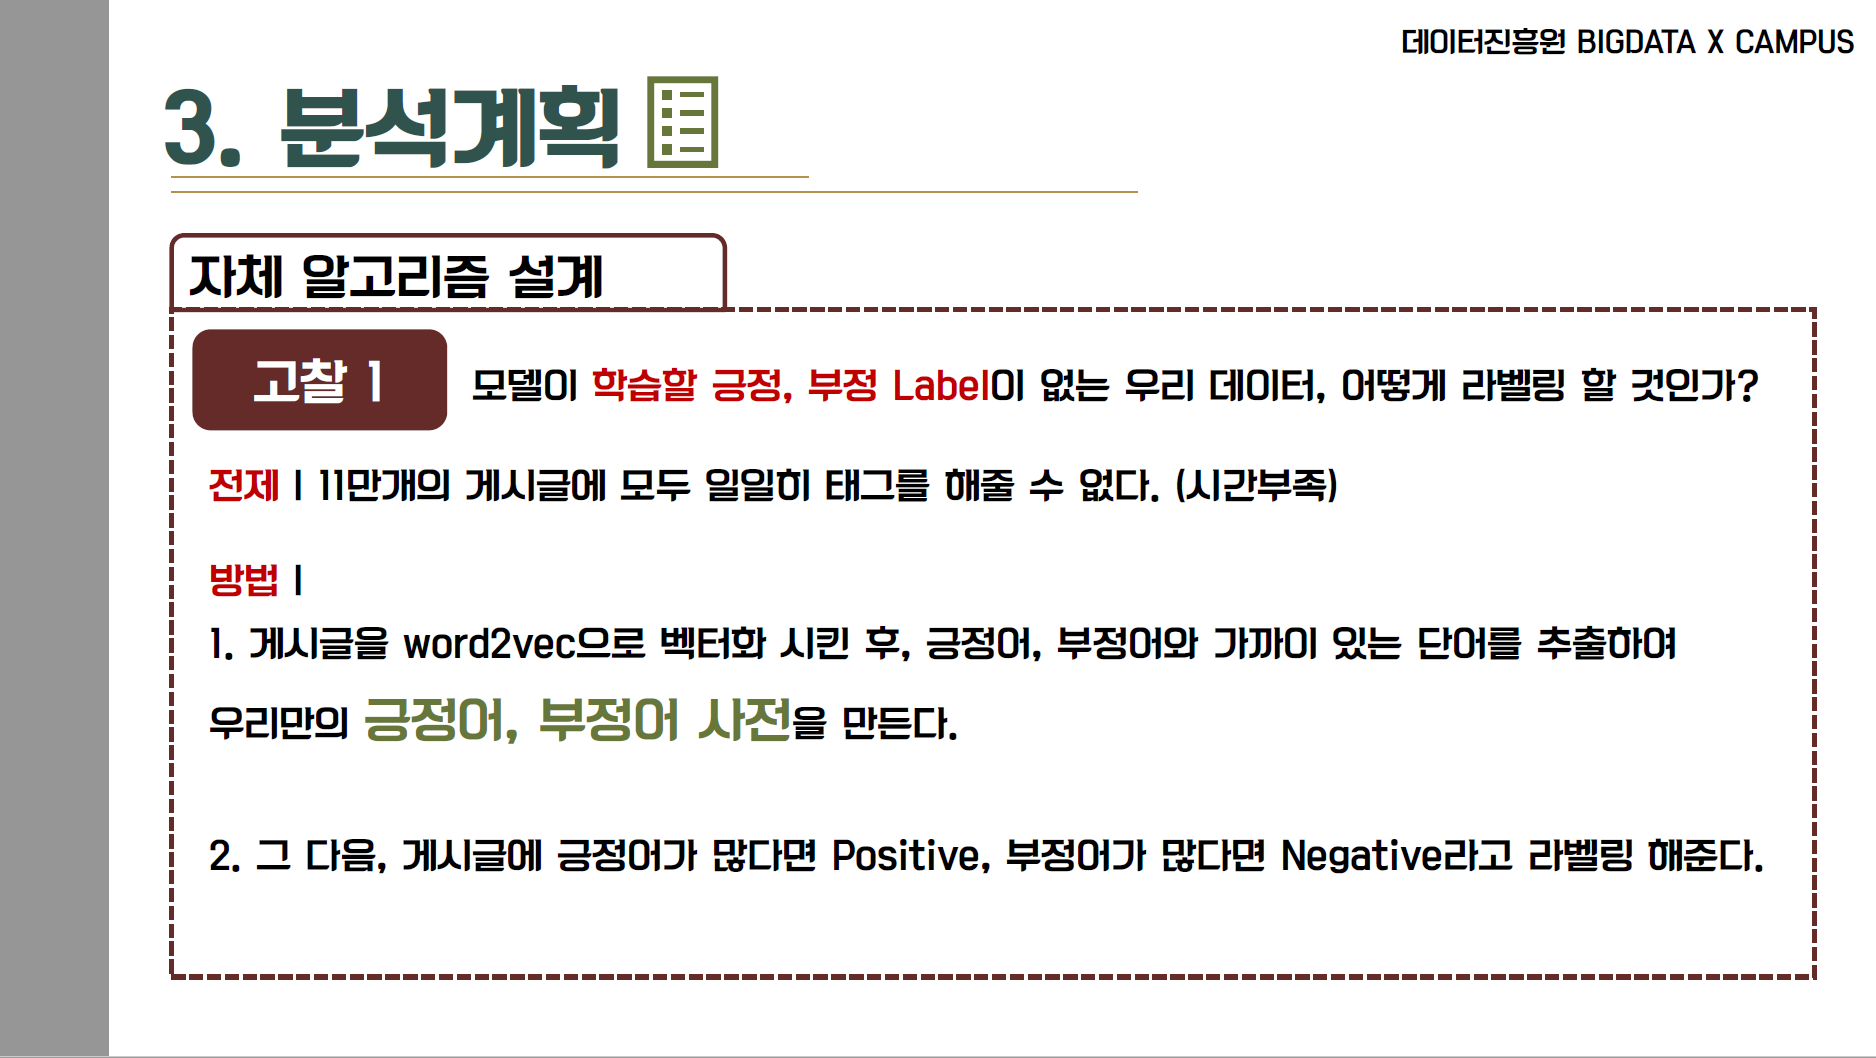 데이터진흥원 BIGDATA X CAMPUS
3. 분석계획
자체 알고리즘 설계
고찰 1
모델이 학습할 긍정, 부정 Label이 없는 우리 데이터, 어떻게 라벨링 할 것인가?
전제 | 11만개의 게시글에 모두 일일히 태그를 해줄 수 없다. (시간부족)
방법 |
1. 게시글을 word2vec으로 벡터화 시킨 후, 긍정어, 부정어와 가까이 있는 단어를 추출하여
우리만의 긍정어, 부정어 사전을 만든다.
2. 그 다음, 게시글에 긍정어가 많다면 Positive, 부정어가 많다면 Negative라고 라벨링 해준다.